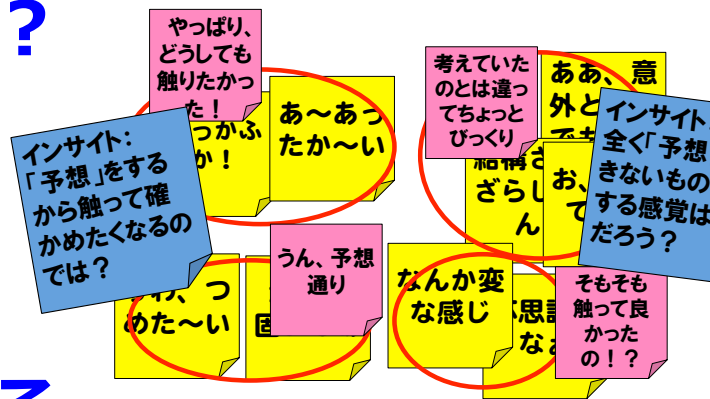 ?
やっぱり、
どうしても
触りたかっ
た！
か！
あ～あっ
たか～い
インサイト：
「予想」をする
から触って確
かめたくなるの
では？
めた～い
うん、予想
通り
考えていた
のとは違っ
てちょっと
びっくり
ああ、意
外と
ざらし
ん
お、
て
インサイト：
全く「予想
きないもの
する感覚は
だろう？
なんか変
な感じ
そもそも
触って良
かった
の！？